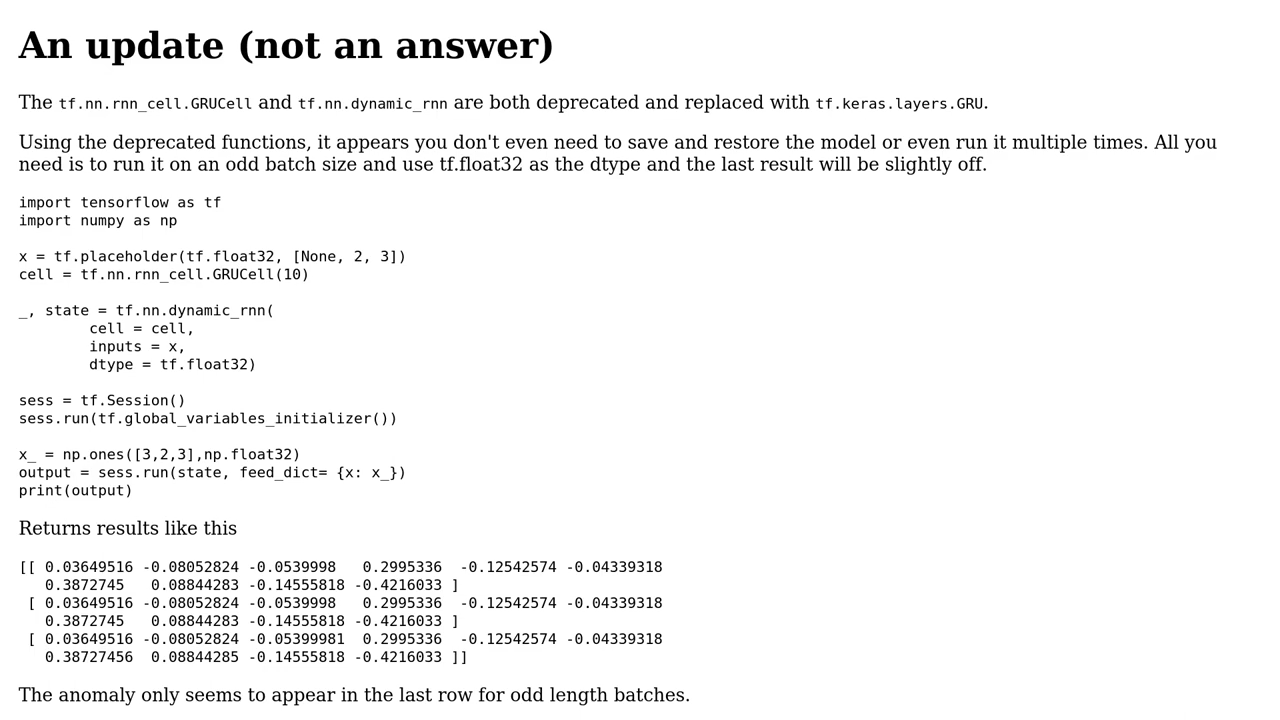 An update (not an answer)
The tf.nn.rnn_cell.GRUCell and tf.nn.dynamic_rnn are both deprecated and replaced with tf.keras.layers.GRU.
Using the deprecated functions, it appears you don't even need to save and restore the model or even run it multiple times. All you
need is to run it on an odd batch size and use tf.float32 as the dtype and the last result will be slightly off.
import tensorflow as tf
import numpy as np

x = tf.placeholder(tf.float32, [None, 2, 3])
cell = tf.nn.rnn_cell.GRUCell(10)

_, state = tf.nn.dynamic_rnn(
        cell = cell,
        inputs = x,
        dtype = tf.float32)

sess = tf.Session()
sess.run(tf.global_variables_initializer())

x_ = np.ones([3,2,3],np.float32)
output = sess.run(state, feed_dict= {x: x_})
print(output)
Returns results like this
[[ 0.03649516 -0.08052824 -0.0539998   0.2995336  -0.12542574 -0.04339318
   0.3872745   0.08844283 -0.14555818 -0.4216033 ]
 [ 0.03649516 -0.08052824 -0.0539998   0.2995336  -0.12542574 -0.04339318
   0.3872745   0.08844283 -0.14555818 -0.4216033 ]
 [ 0.03649516 -0.08052824 -0.05399981  0.2995336  -0.12542574 -0.04339318
   0.38727456  0.08844285 -0.14555818 -0.4216033 ]]
The anomaly only seems to appear in the last row for odd length batches.